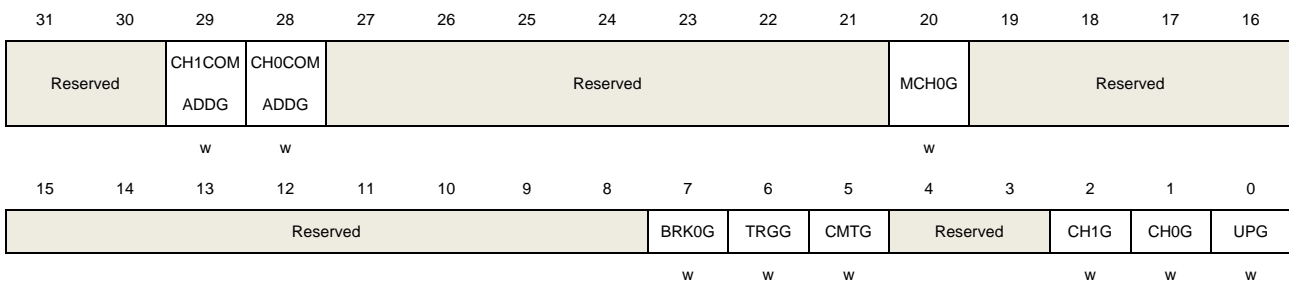 31 30 29 28 27 26 25 24 23 22 21 20 19 18 17 16
Reserved CH1COM ADDG CH0COM ADDG Reserved MCH0G Reserved
w w w
15 14 13 12 11 10 9 8 7 6 5 4 3 2 1 0
Reserved BRK0G TRGG CMTG Reserved CH1G CH0G UPG
w w w w w w